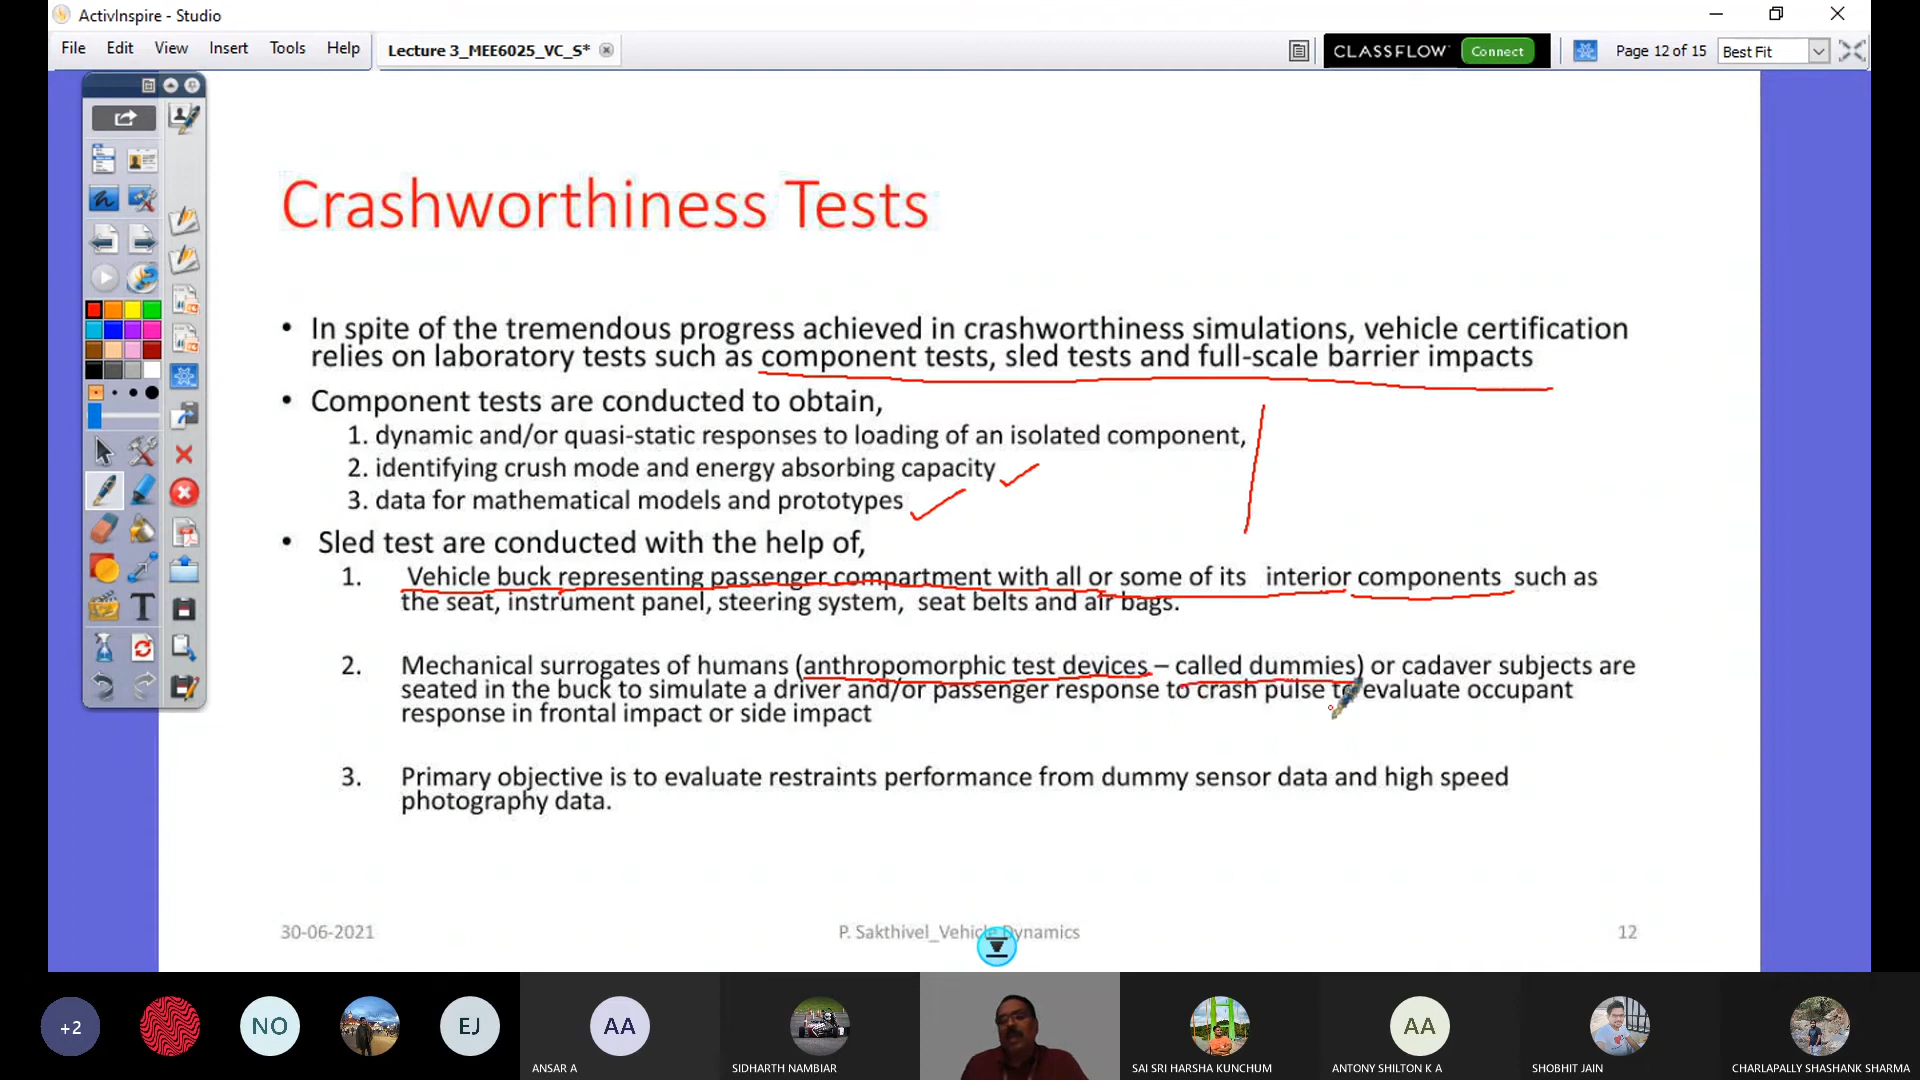 ActivInspire - Studio
File Edit View Insert Tools Help
Lecture 3_MEE6025_VC_S*
CLASSFLOW Connect
Page 12 of 15
Best Fit
Crashworthiness Tests
• In spite of the tremendous progress achieved in crashworthiness simulations, vehicle certification
relies on laboratory tests such as component tests, sled tests and full-scale barrier impacts
• Component tests are conducted to obtain,
1. dynamic and/or quasi-static responses to loading of an isolated component,
2. identifying crush mode and energy absorbing capacity
3. data for mathematical models and prototypes
• Sled test are conducted with the help of,
1. Vehicle buck representing passenger compartment with all or some of its interior components such as
the seat, instrument panel, steering system, seat belts and air bags.
2. Mechanical surrogates of humans (anthropomorphic test devices – called dummies) or cadaver subjects are
seated in the buck to simulate a driver and/or passenger response to crash pulse to evaluate occupant
response in frontal impact or side impact
3. Primary objective is to evaluate restraints performance from dummy sensor data and high speed
photography data.
30-06-2021
P. Sakthivel_Vehicle Dynamics
12
+2
NO
EJ
AA
AA
ANSAR A
SIDHARTH NAMBIAR
SAI SRI HARSHA KUNCHUM
ANTONY SHILTON K A
SHOBHIT JAIN
CHARLAPALLY SHASHANK SHARMA